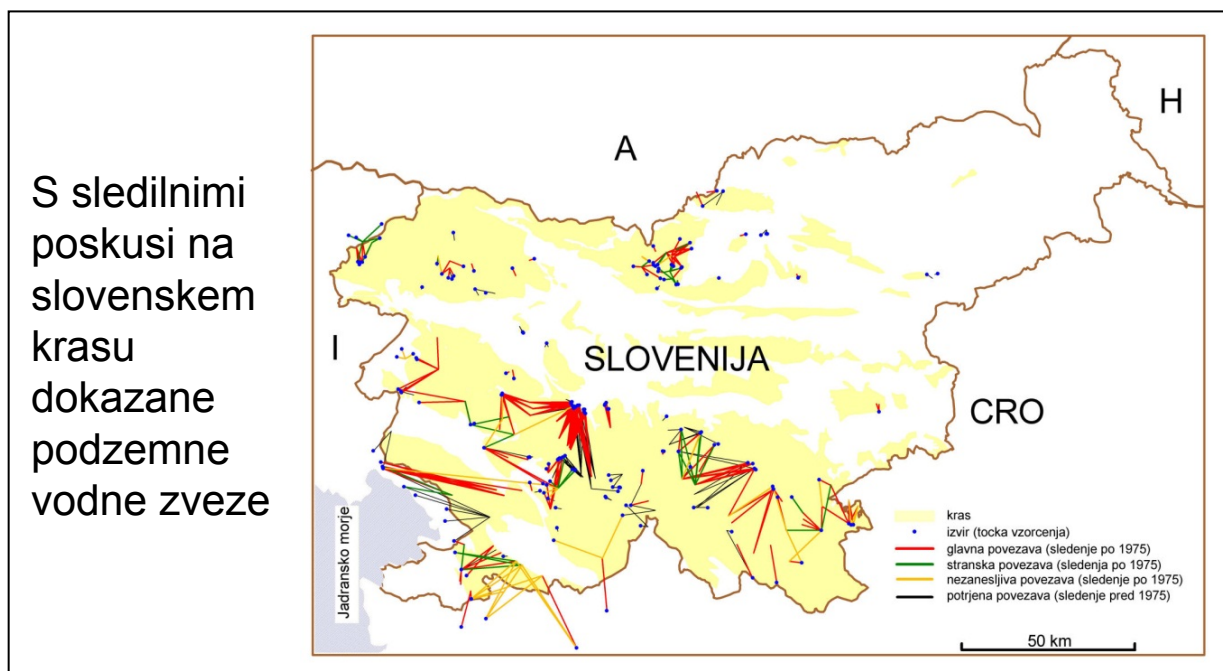 S sledilnimi
poskusi na
slovenskem
krasu
dokazane
podzemne
vodne zveze
A
H
I
SLOVENIJA
CRO
Jadransko morje
kras
izvir (tocka vzorcenja)
glavna povezava (sledenje po 1975)
stranska povezava (sledenja po 1975)
nezanesljiva povezava (sledenje po 1975)
potrjena povezava (sledenje pred 1975)
50 km